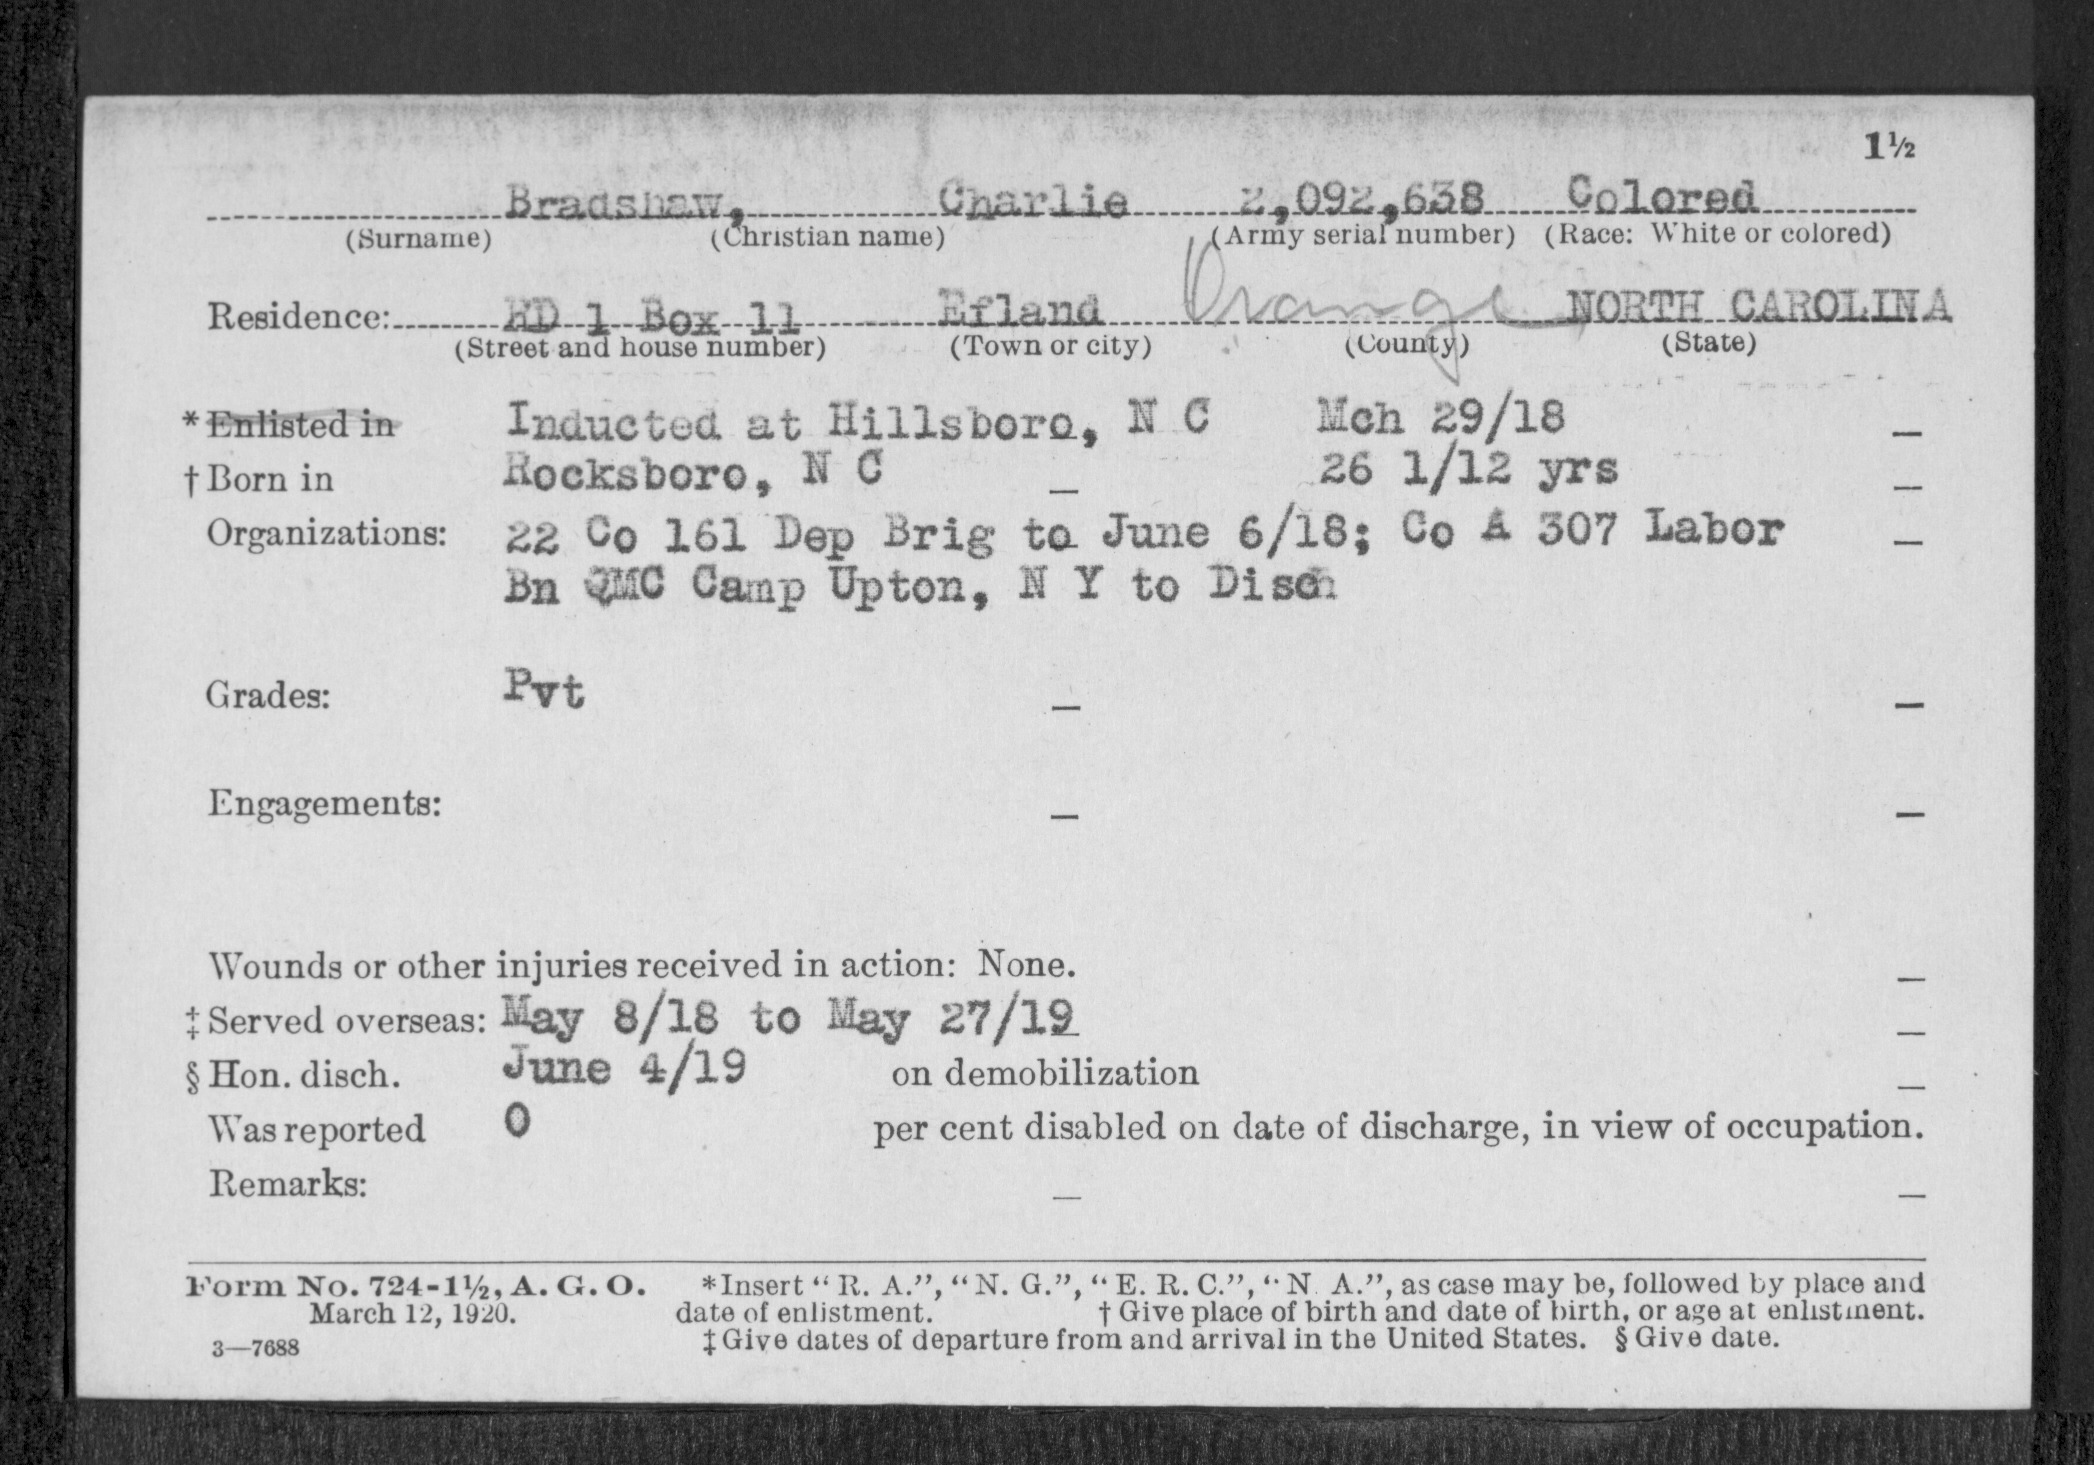 1½
Bradshaw, Charlie 2,092,638 Colored
(Surname) (Christian name) (Army serial number) (Race: White or colored)
Residence: RD 1 Box 11 Efland Orange NORTH CAROLINA
(Street and house number) (Town or city) (County) (State)
*Enlisted in Inducted at Hillsboro, N C Mch 29/18 —
†Born in Rocksboro, N C — 26 1/12 yrs —
Organizations: 22 Co 161 Dep Brig to June 6/18; Co A 307 Labor —
Bn QMC Camp Upton, N Y to Disch
Grades: Pvt — —
Engagements: — —
Wounds or other injuries received in action: None. —
‡Served overseas: May 8/18 to May 27/19 —
§Hon. disch. June 4/19 on demobilization —
Was reported 0 per cent disabled on date of discharge, in view of occupation.
Remarks: — —
Form No. 724-1½, A. G. O. *Insert “R. A.”, “N. G.”, “E. R. C.”, “N. A.”, as case may be, followed by place and
March 12, 1920. date of enlistment. †Give place of birth and date of birth, or age at enlistment.
3—7688 ‡Give dates of departure from and arrival in the United States. §Give date.